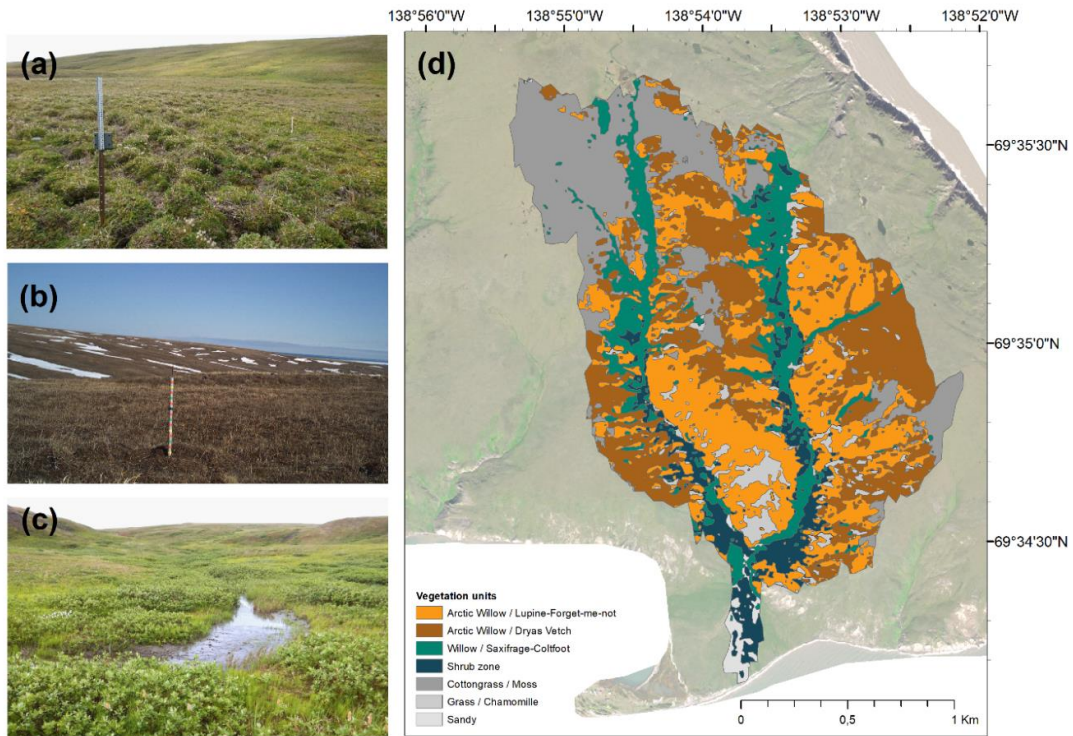 (a)
(b)
(c)
(d)
138°56'0"W 138°55'0"W 138°54'0"W 138°53'0"W 138°52'0"W
69°35'30"N
69°35'0"N
69°34'30"N
Vegetation units
Arctic Willow / Lupine-Forget-me-not
Arctic Willow / Dryas Vetch
Willow / Saxifrage-Coltfoot
Shrub zone
Cottongrass / Moss
Grass / Chamomille
Sandy
0 0,5 1 Km